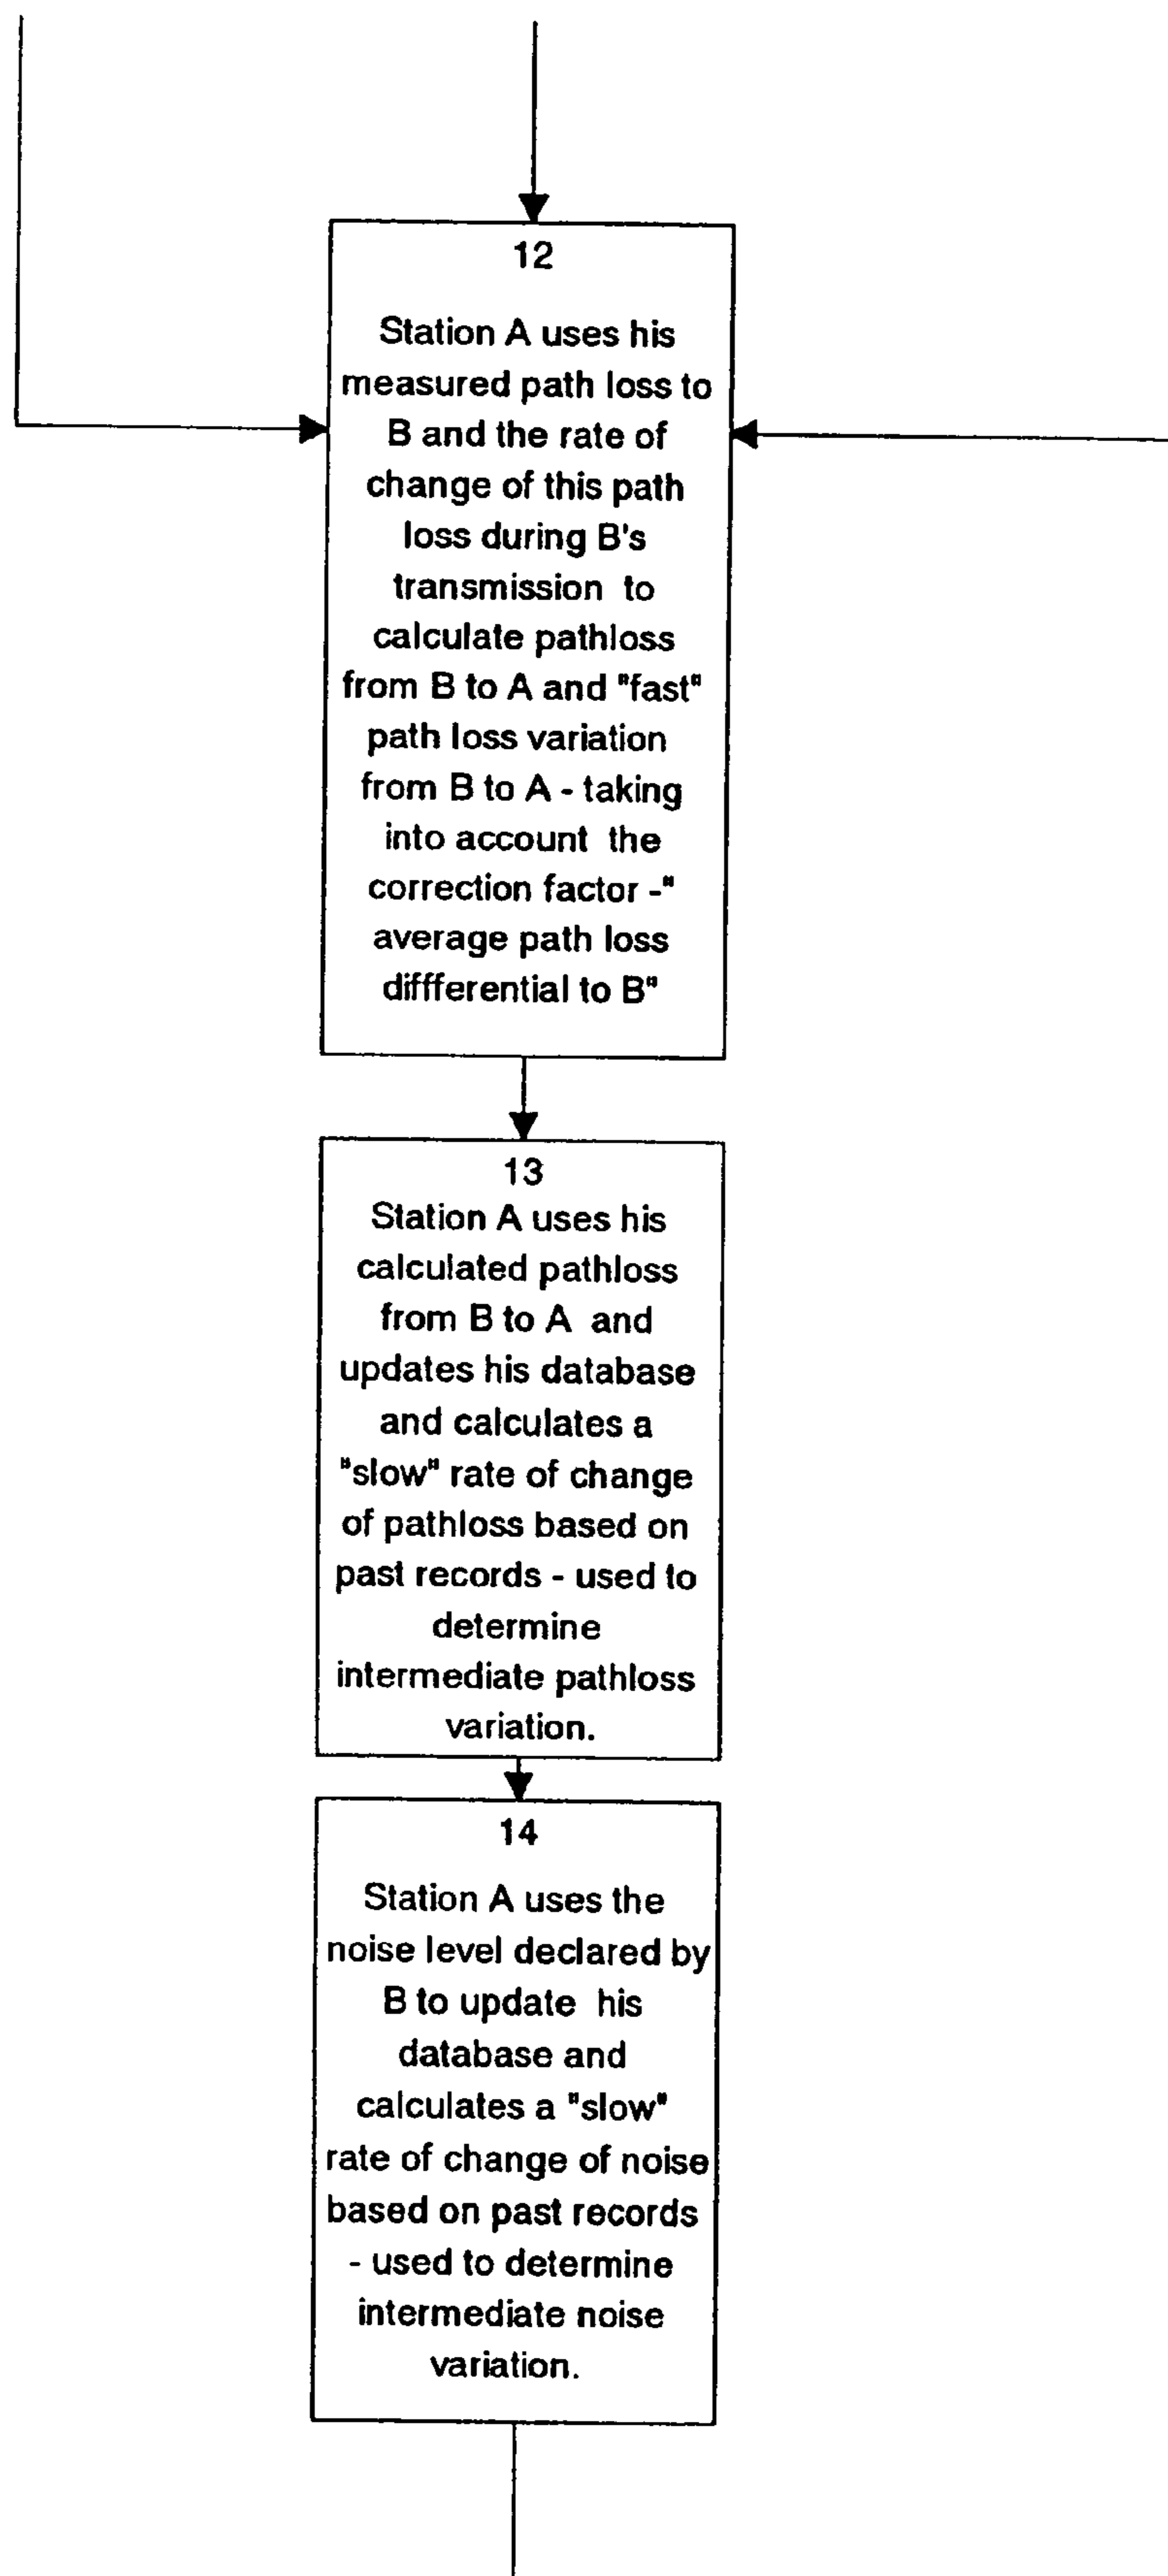 12
Station A uses his
measured path loss to
B and the rate of
change of this path
loss during B's
transmission to
calculate pathloss
from B to A and "fast"
path loss variation
from B to A - taking
into account the
correction factor -"
average path loss
diffferential to B"
13
Station A uses his
calculated pathloss
from B to A and
updates his database
and calculates a
"slow" rate of change
of pathloss based on
past records - used to
determine
intermediate pathloss
variation.
14
Station A uses the
noise level declared by
B to update his
database and
calculates a "slow"
rate of change of noise
based on past records
- used to determine
intermediate noise
variation.